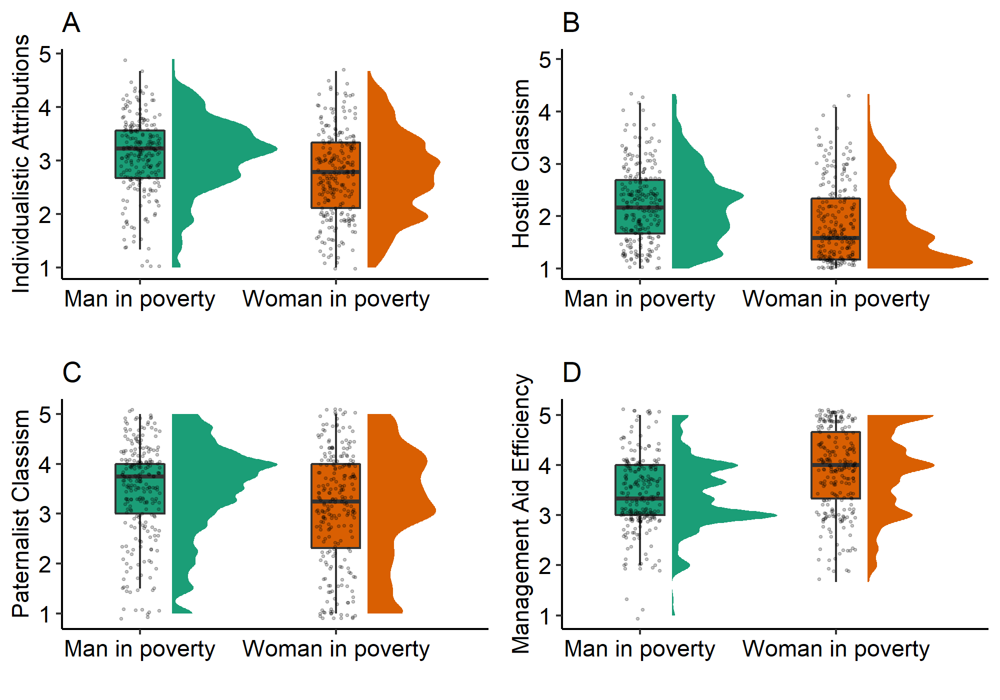 A
Individualistic Attributions
5
4
3
2
1
Man in poverty
Woman in poverty
B
Hostile Classism
5
4
3
2
1
Man in poverty
Woman in poverty
C
Paternalist Classism
5
4
3
2
1
Man in poverty
Woman in poverty
D
Management Aid Efficiency
5
4
3
2
1
Man in poverty
Woman in poverty